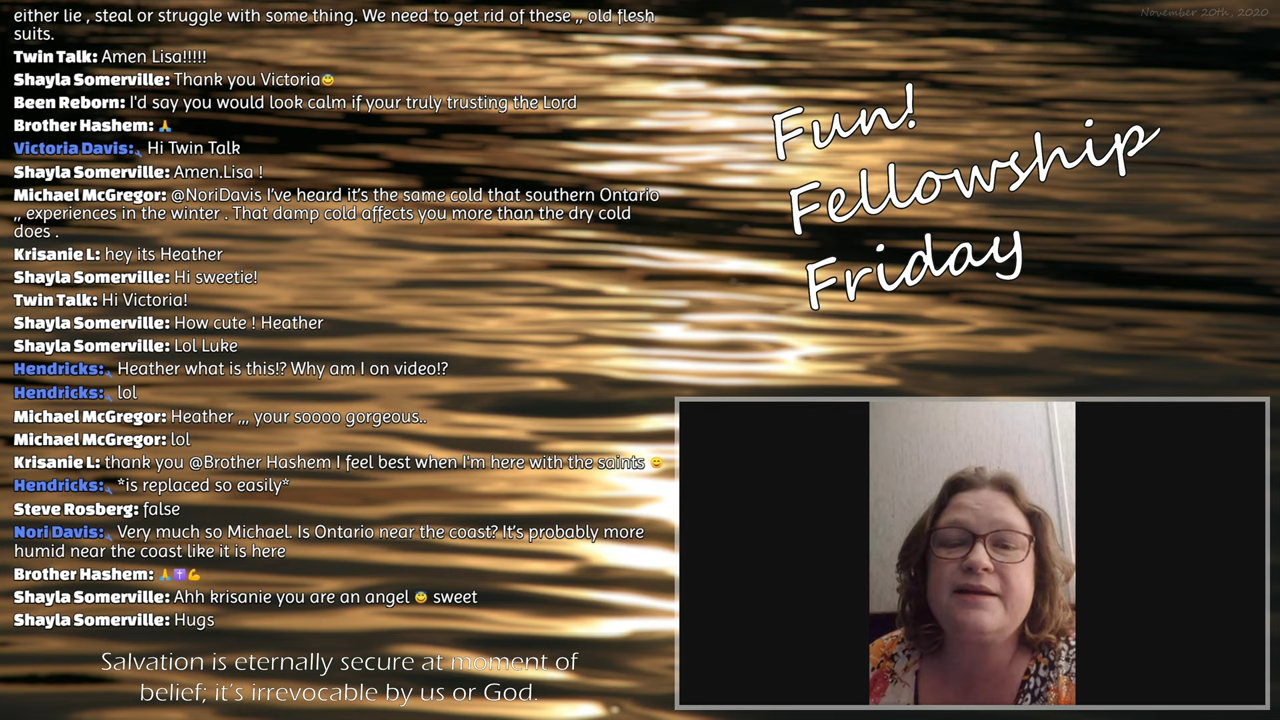 either lie , steal or struggle with some thing. We need to get rid of these ,, old flesh
suits.
Twin Talk: Amen Lisa!!!!!
Shayla Somerville: Thank you Victoria😇
Been Reborn: I'd say you would look calm if your truly trusting the Lord
Brother Hashem: 🙏
Victoria Davis: Hi Twin Talk
Shayla Somerville: Amen.Lisa !
Michael McGregor: @NoriDavis I've heard it's the same cold that southern Ontario
,, experiences in the winter . That damp cold affects you more than the dry cold
does .
Krisanie L: hey its Heather
Shayla Somerville: Hi sweetie!
Twin Talk: Hi Victoria!
Shayla Somerville: How cute ! Heather
Shayla Somerville: Lol Luke
Hendricks: Heather what is this!? Why am I on video!?
Hendricks: lol
Michael McGregor: Heather ,,, your soooo gorgeous..
Michael McGregor: lol
Krisanie L: thank you @Brother Hashem I feel best when I'm here with the saints 😊
Hendricks: *is replaced so easily*
Steve Rosberg: false
Nori Davis: Very much so Michael. Is Ontario near the coast? It's probably more
humid near the coast like it is here
Brother Hashem: 🙏✝️💪
Shayla Somerville: Ahh krisanie you are an angel 😇 sweet
Shayla Somerville: Hugs
Salvation is eternally secure at moment of
belief; it's irrevocable by us or God.
November 20th, 2020
Fun!
Fellowship
Friday